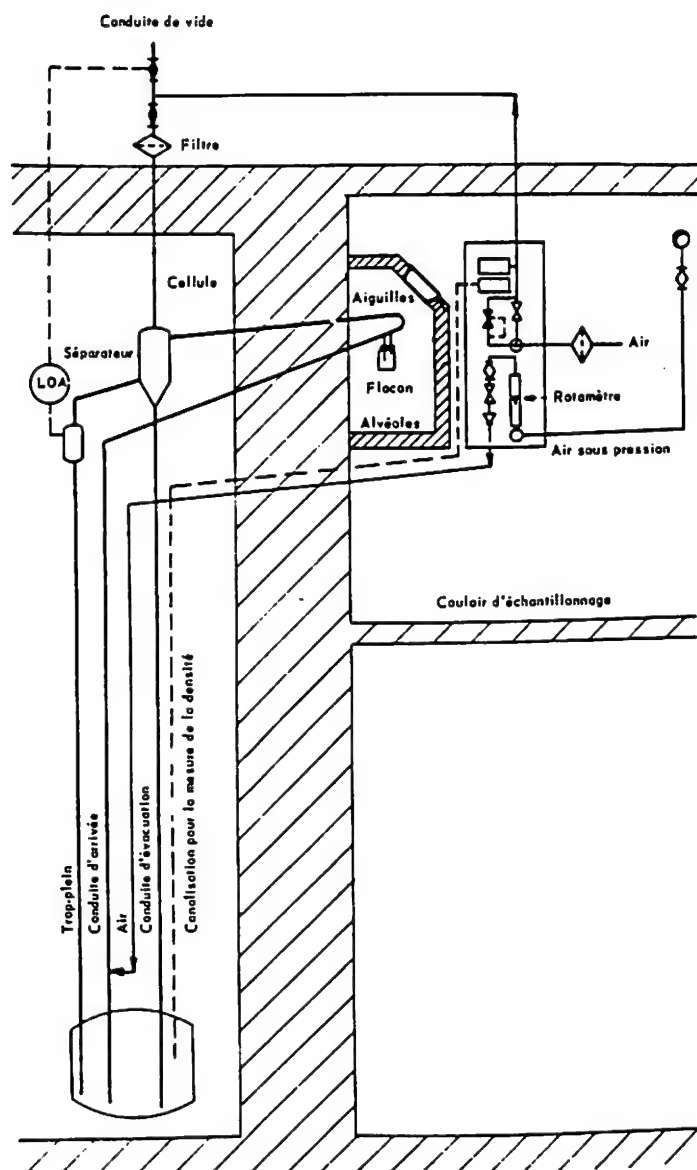 Conduite de vide
Filtre
Cellule
Aiguilles
Séparateur
Air
LOA
Flacon
Rotamètre
Alvéoles
Air sous pression
Couloir d'échantillonnage
Trop-plein
Conduite d'arrivée
Air
Conduite d'évacuation
Canalisation pour la mesure de la densité